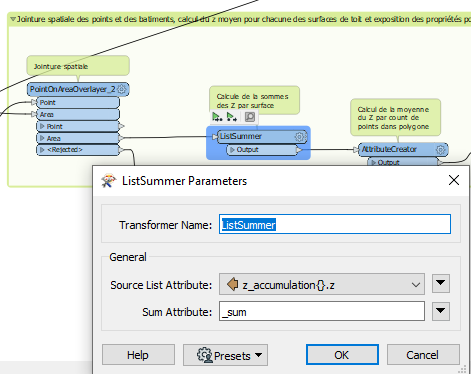 Jointure spatiale des points et des batiments, calcul du z moyen pour chacune des surfaces de toit et exposition des propriétés po
Jointure spatiale
PointOnAreaOverlayer_2
Point
Area
Point
Area
<Rejected>
Calcule de la sommes
des Z par surface
ListSummer
Output
Calcul de la moyenne
du Z par count de
points dans polygone
AttributeCreator
Output
ListSummer Parameters
Transformer Name:
ListSummer
General
Source List Attribute:
z_accumulation{}.z
Sum Attribute:
_sum
Help
Presets
OK
Cancel